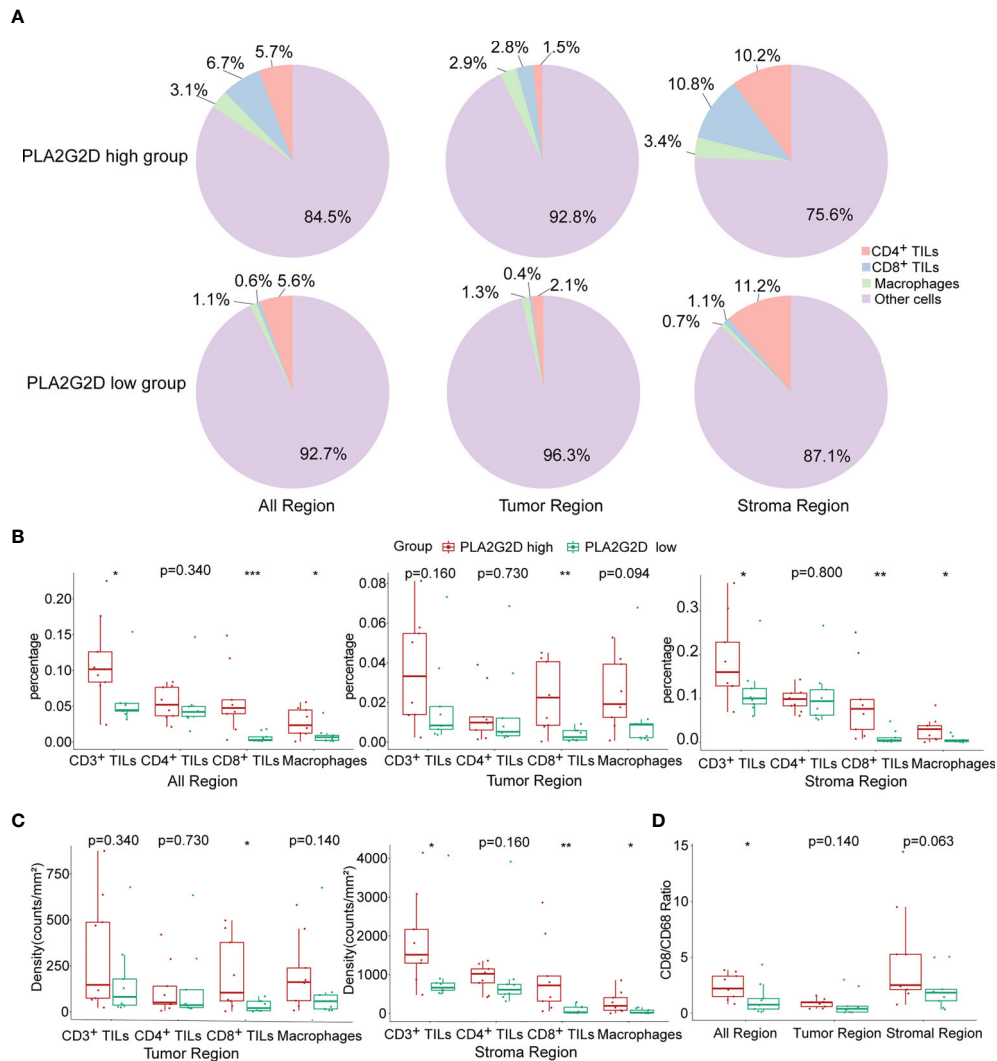 A
6.7%
5.7%
3.1%
84.5%
2.8%
1.5%
2.9%
92.8%
10.2%
10.8%
3.4%
75.6%
PLA2G2D high group
CD4⁺ TILs
CD8⁺ TILs
Macrophages
Other cells
0.6%
5.6%
1.1%
92.7%
0.4%
2.1%
1.3%
96.3%
1.1%
11.2%
0.7%
87.1%
PLA2G2D low group
All Region
Tumor Region
Stroma Region
B
Group PLA2G2D high PLA2G2D low
* p=0.340 *** *
percentage
0.20
0.15
0.10
0.05
0.00
CD3⁺ TILs CD4⁺ TILs CD8⁺ TILs Macrophages
All Region
p=0.160 p=0.730 ** p=0.094
percentage
0.08
0.06
0.04
0.02
0.00
CD3⁺ TILs CD4⁺ TILs CD8⁺ TILs Macrophages
Tumor Region
* p=0.800 ** *
percentage
0.3
0.2
0.1
0.0
CD3⁺ TILs CD4⁺ TILs CD8⁺ TILs Macrophages
Stroma Region
C
p=0.340 p=0.730 * p=0.140
Density(counts/mm²)
750
500
250
0
CD3⁺ TILs CD4⁺ TILs CD8⁺ TILs Macrophages
Tumor Region
* p=0.160 ** *
Density(counts/mm²)
4000
3000
2000
1000
0
CD3⁺ TILs CD4⁺ TILs CD8⁺ TILs Macrophages
Stroma Region
D
* p=0.140 p=0.063
CD8/CD68 Ratio
15
10
5
0
All Region Tumor Region Stromal Region